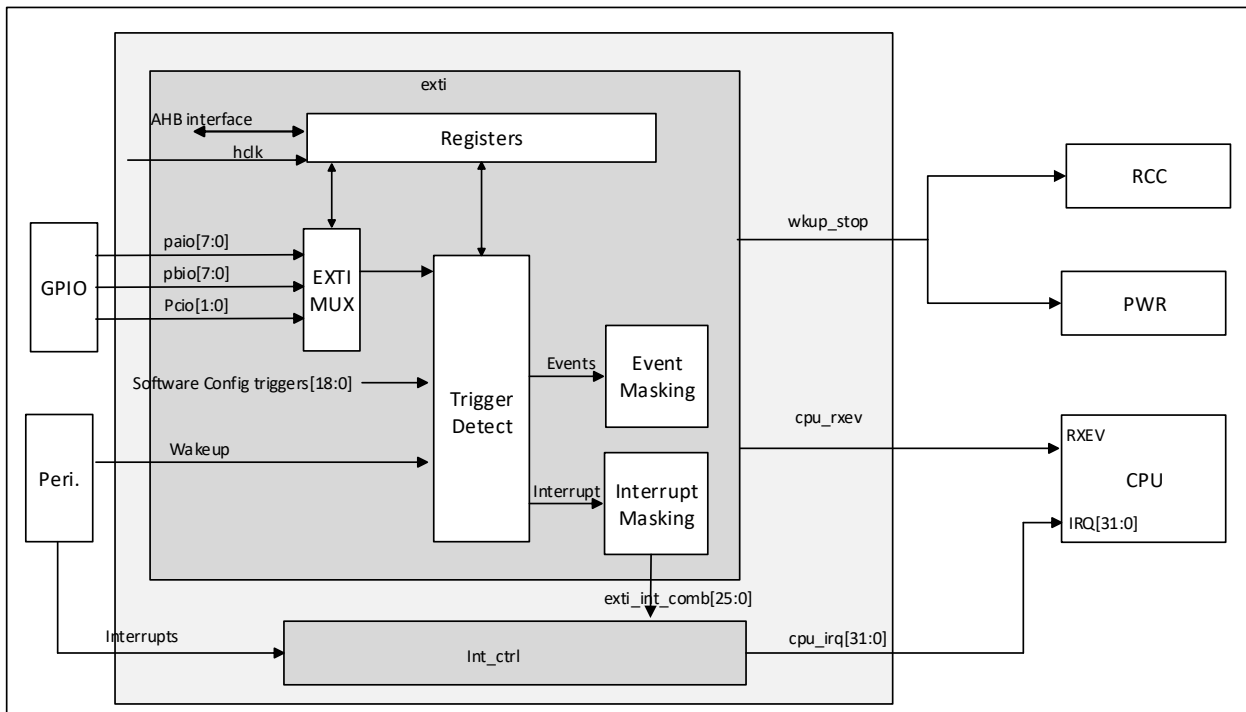 exti
AHB interface
Registers
hclk
RCC
wkup_stop
paio[7:0]
pbio[7:0]
Pcio[1:0]
GPIO
EXTI
MUX
PWR
Events
Event
Masking
Software Config triggers[18:0]
Trigger
Detect
cpu_rxev
RXEV
Wakeup
Peri.
CPU
Interrupt
Interrupt
Masking
IRQ[31:0]
exti_int_comb[25:0]
Interrupts
Int_ctrl
cpu_irq[31:0]